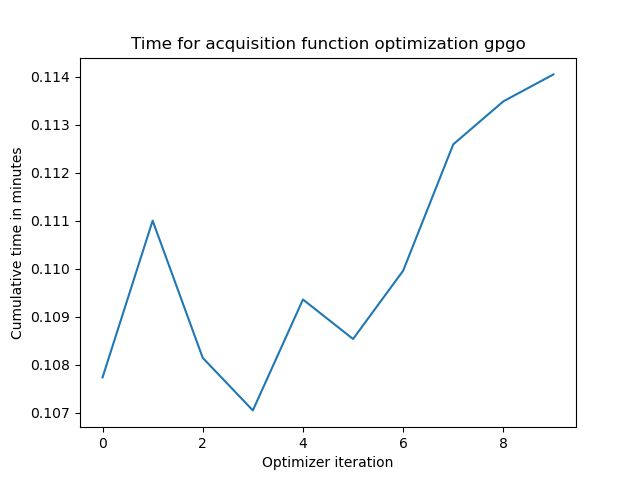 Time for acquisition function optimization gpgo
Cumulative time in minutes
0.114
0.113
0.112
0.111
0.110
0.109
0.108
0.107
0 2 4 6 8
Optimizer iteration